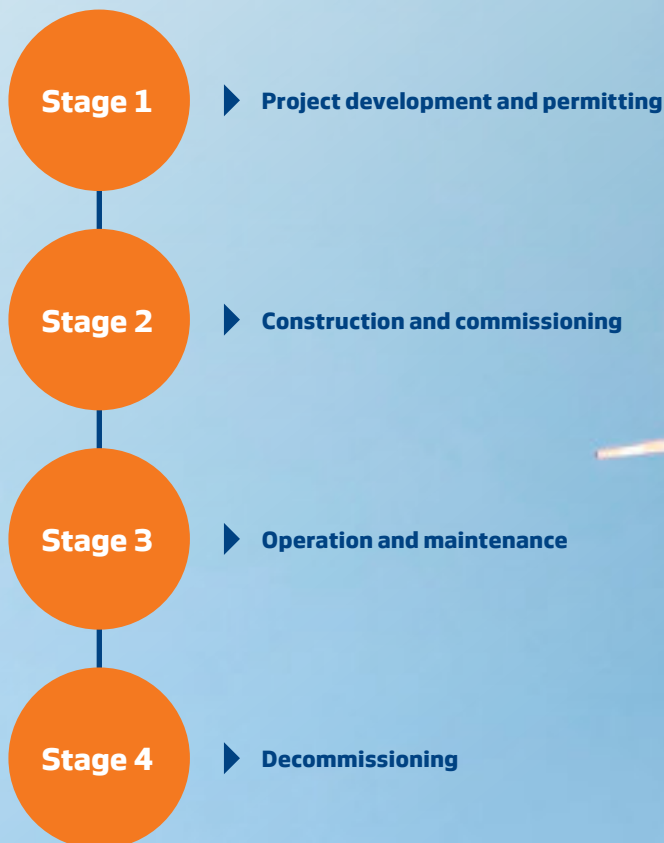 Stage 1
Project development and permitting
Stage 2
Construction and commissioning
Stage 3
Operation and maintenance
Stage 4
Decommissioning